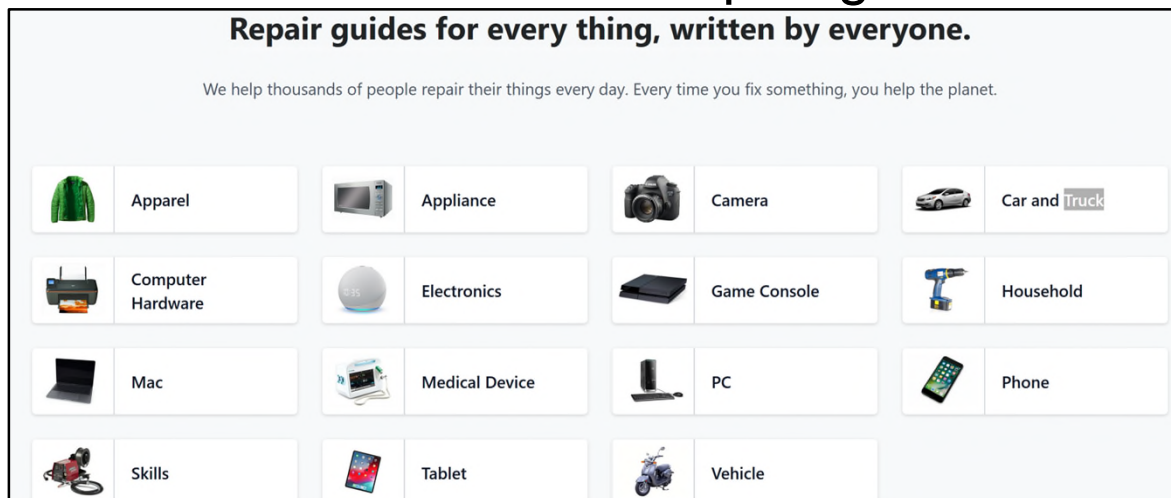 Repair guides for every thing, written by everyone.
We help thousands of people repair their things every day. Every time you fix something, you help the planet.
Apparel
Appliance
Camera
Car and Truck
Computer
Hardware
Electronics
Game Console
Household
Mac
Medical Device
PC
Phone
Skills
Tablet
Vehicle